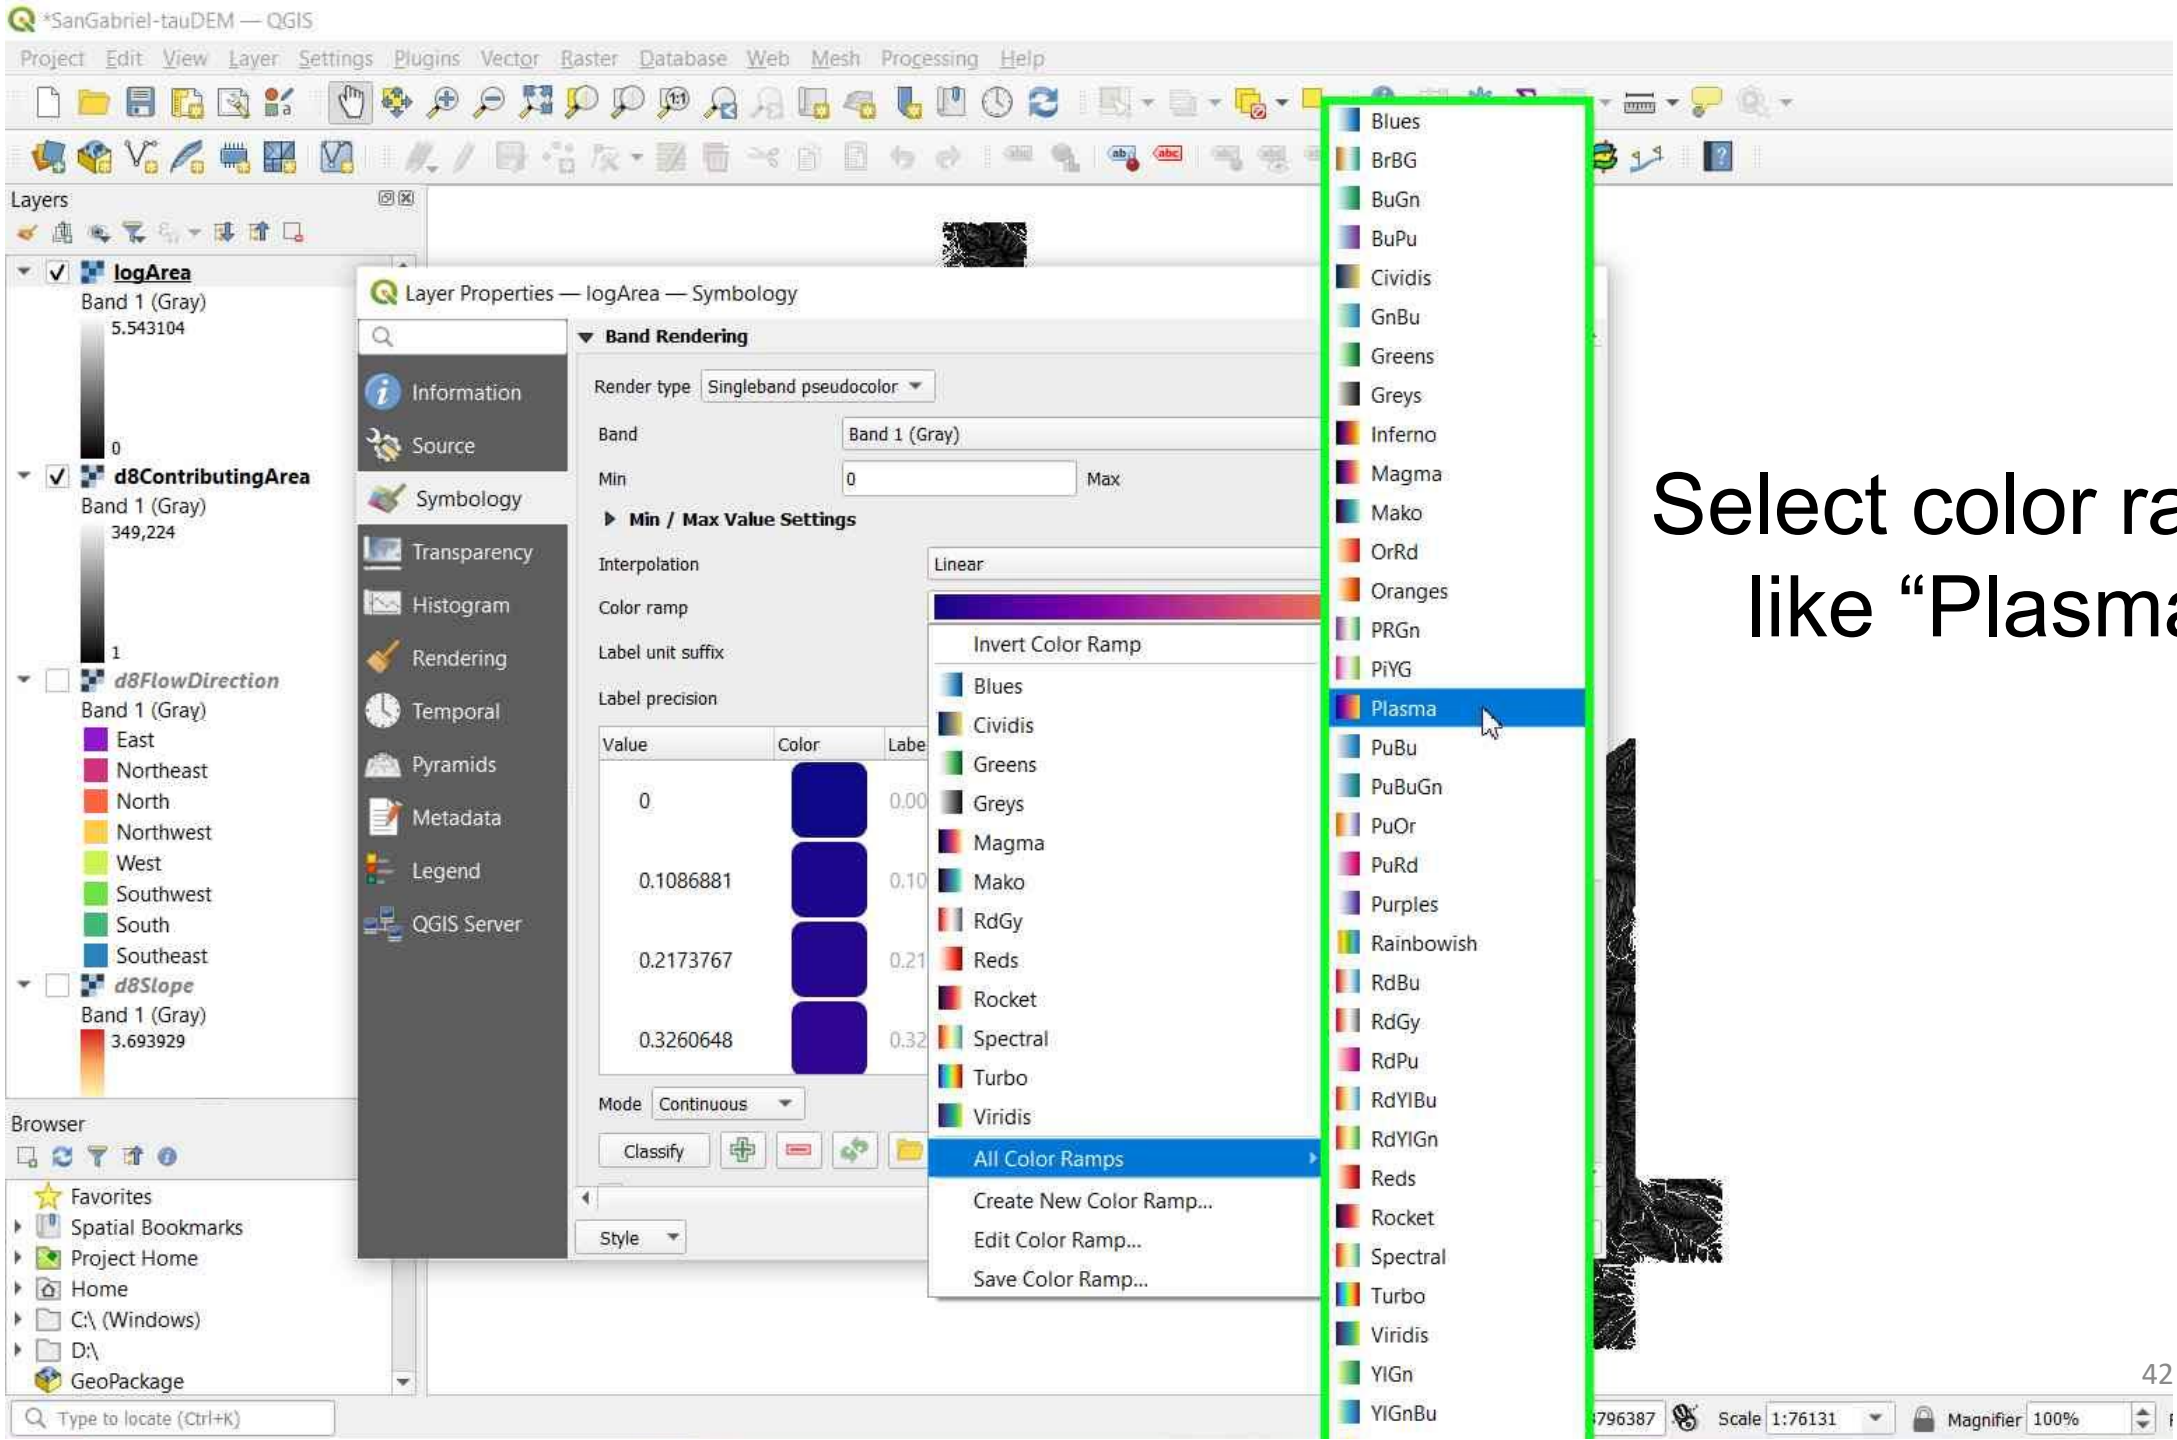 *SanGabriel-tauDEM — QGIS
Project Edit View Layer Settings Plugins Vector Raster Database Web Mesh Processing Help
Layers
logArea
Band 1 (Gray)
5.543104
0
d8ContributingArea
Band 1 (Gray)
349,224
1
d8FlowDirection
Band 1 (Gray)
East
Northeast
North
Northwest
West
Southwest
South
Southeast
d8Slope
Band 1 (Gray)
3.693929
Browser
Favorites
Spatial Bookmarks
Project Home
Home
C:\ (Windows)
D:\
GeoPackage
Type to locate (Ctrl+K)
Layer Properties — logArea — Symbology
Information
Source
Symbology
Transparency
Histogram
Rendering
Temporal
Pyramids
Metadata
Legend
QGIS Server
Band Rendering
Render type Singleband pseudocolor
Band Band 1 (Gray)
Min 0 Max
Min / Max Value Settings
Interpolation Linear
Color ramp
Label unit suffix
Label precision
Value Color Labe
0 0.00
0.1086881 0.10
0.2173767 0.21
0.3260648 0.32
Mode Continuous
Classify
Style
Invert Color Ramp
Blues
Cividis
Greens
Greys
Magma
Mako
RdGy
Reds
Rocket
Spectral
Turbo
Viridis
All Color Ramps
Create New Color Ramp...
Edit Color Ramp...
Save Color Ramp...
Blues
BrBG
BuGn
BuPu
Cividis
GnBu
Greens
Greys
Inferno
Magma
Mako
OrRd
Oranges
PRGn
PiYG
Plasma
PuBu
PuBuGn
PuOr
PuRd
Purples
Rainbowish
RdBu
RdGy
RdPu
RdYlBu
RdYlGn
Reds
Rocket
Spectral
Turbo
Viridis
YlGn
YlGnBu
Select color ra
like “Plasma
42
796387 Scale 1:76131 Magnifier 100%